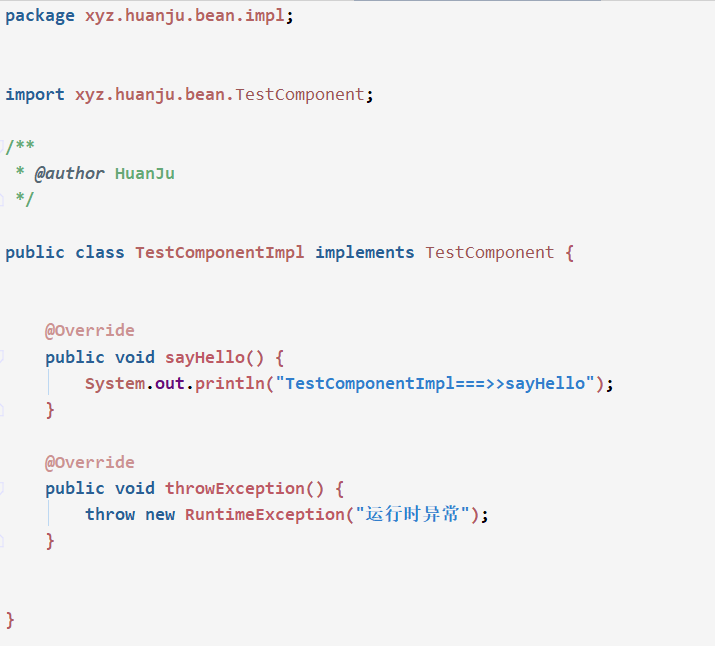 package xyz.huanju.bean.impl;
import xyz.huanju.bean.TestComponent;
/**
 * @author HuanJu
 */
public class TestComponentImpl implements TestComponent {
    @Override
    public void sayHello() {
        System.out.println("TestComponentImpl===>>sayHello");
    }
    @Override
    public void throwException() {
        throw new RuntimeException("运行时异常");
    }
}